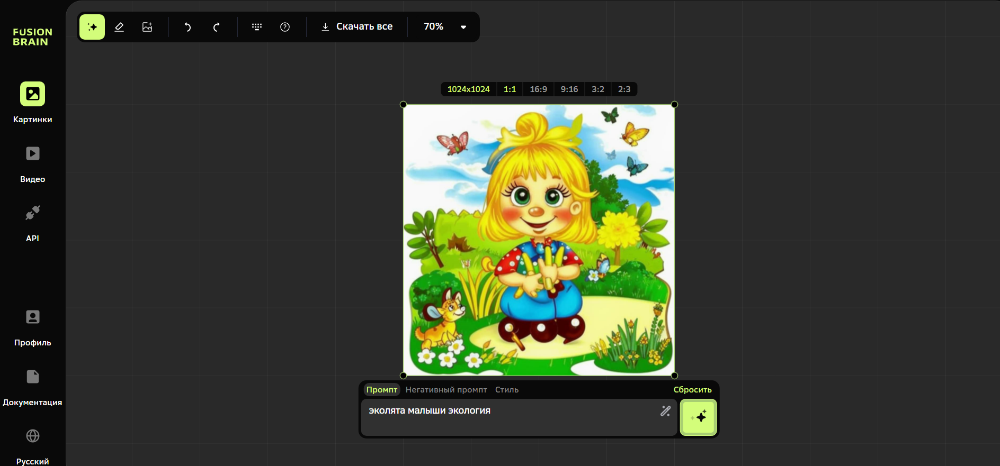 FUSION
BRAIN
Картинки
Видео
API
Профиль
Документация
Русский
Скачать все
70%
1024x1024
1:1
16:9
9:16
3:2
2:3
Промпт
Негативный промпт
Стиль
Сбросить
эколята малыши экология